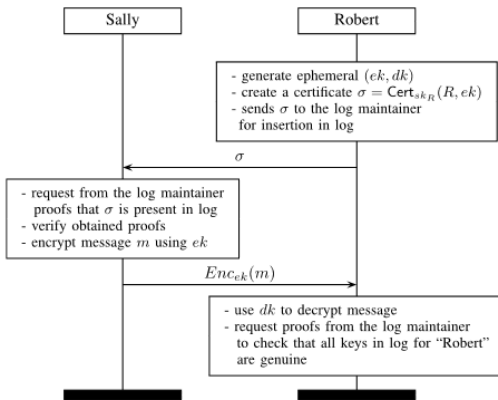 Sally
Robert
- generate ephemeral (ek, dk)
- create a certificate σ = Cert_{sk_R}(R, ek)
- sends σ to the log maintainer
for insertion in log
σ
- request from the log maintainer
proofs that σ is present in log
- verify obtained proofs
- encrypt message m using ek
Enc_{ek}(m)
- use dk to decrypt message
- request proofs from the log maintainer
to check that all keys in log for “Robert”
are genuine